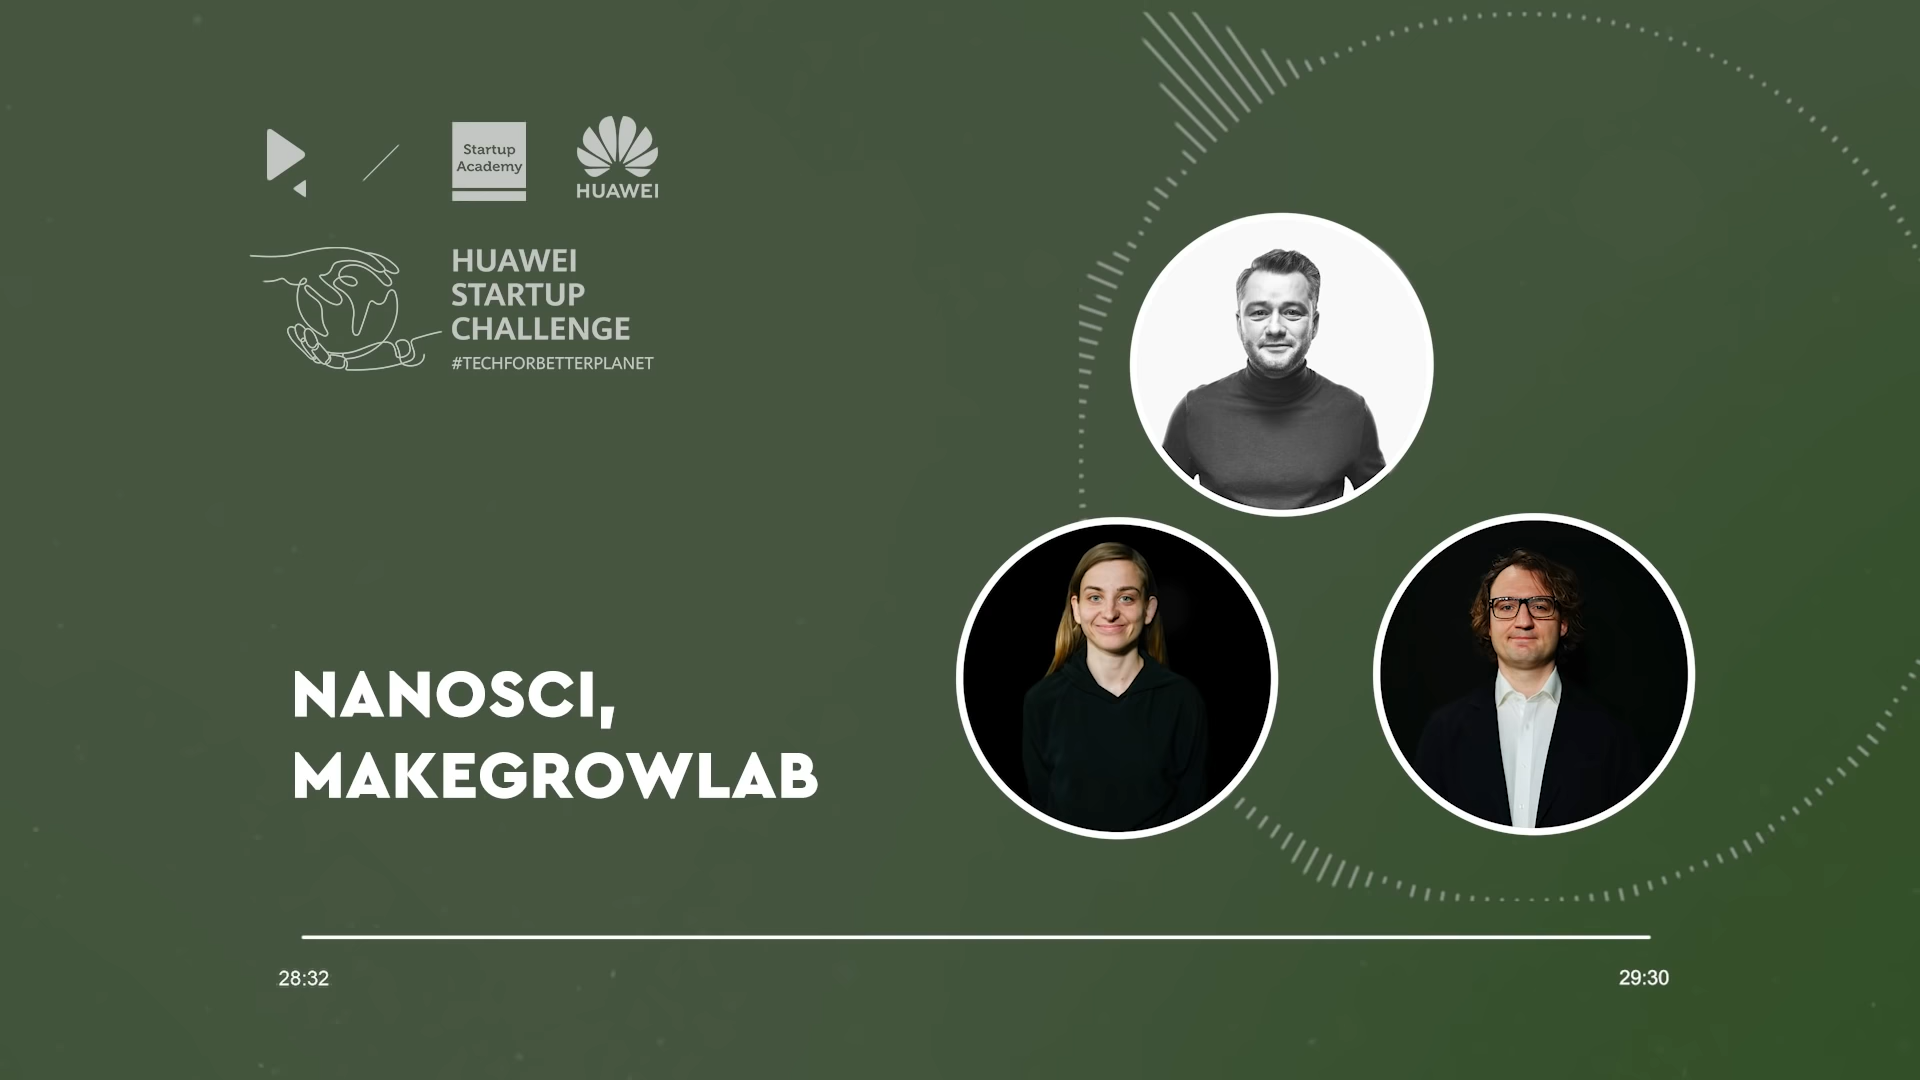 Startup
Academy
HUAWEI
HUAWEI
STARTUP
CHALLENGE
#TECHFORBETTERPLANET
NANOSCI,
MAKEGROWLAB
28:32
29:30